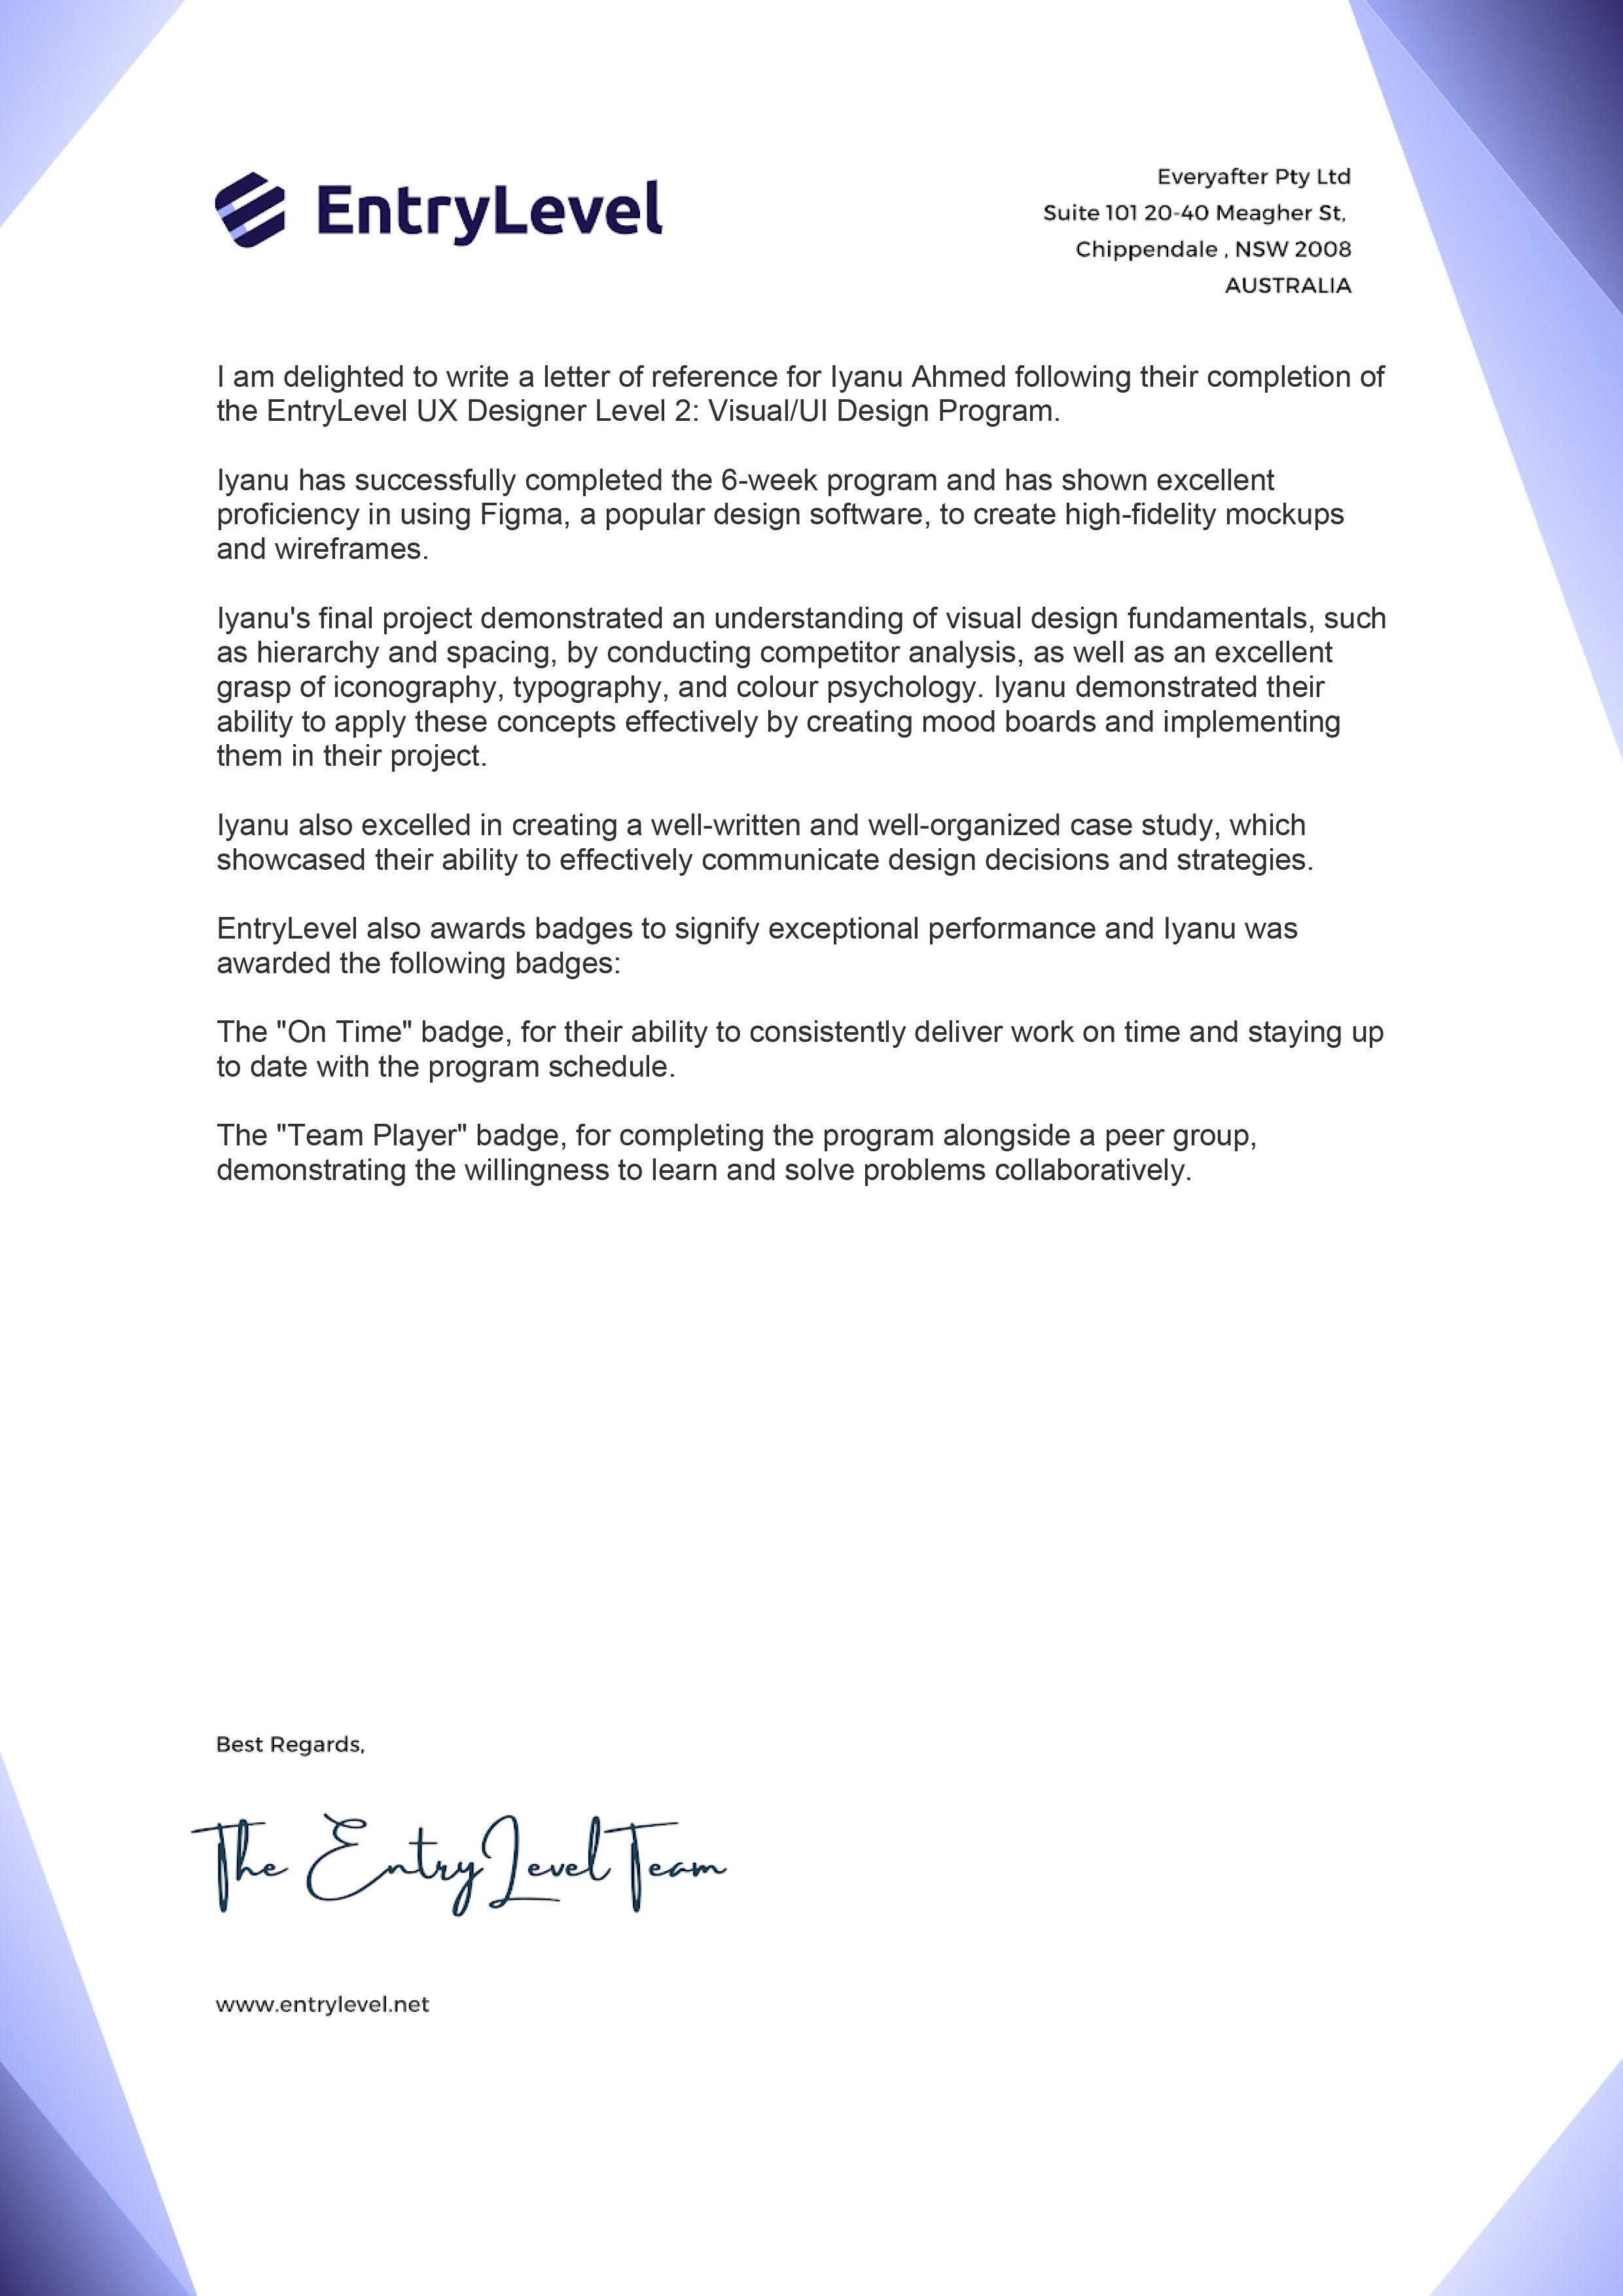 EntryLevel
Everyafter Pty Ltd
Suite 101 20-40 Meagher St,
Chippendale , NSW 2008
AUSTRALIA
I am delighted to write a letter of reference for Iyanu Ahmed following their completion of
the EntryLevel UX Designer Level 2: Visual/UI Design Program.
Iyanu has successfully completed the 6-week program and has shown excellent
proficiency in using Figma, a popular design software, to create high-fidelity mockups
and wireframes.
Iyanu's final project demonstrated an understanding of visual design fundamentals, such
as hierarchy and spacing, by conducting competitor analysis, as well as an excellent
grasp of iconography, typography, and colour psychology. Iyanu demonstrated their
ability to apply these concepts effectively by creating mood boards and implementing
them in their project.
Iyanu also excelled in creating a well-written and well-organized case study, which
showcased their ability to effectively communicate design decisions and strategies.
EntryLevel also awards badges to signify exceptional performance and Iyanu was
awarded the following badges:
The "On Time" badge, for their ability to consistently deliver work on time and staying up
to date with the program schedule.
The "Team Player" badge, for completing the program alongside a peer group,
demonstrating the willingness to learn and solve problems collaboratively.
Best Regards,
The EntryLevel Team
www.entrylevel.net